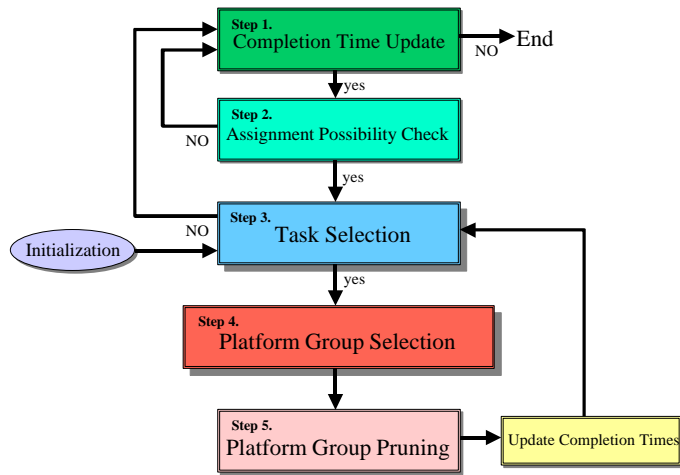 Step 1.
Completion Time Update
NO
End
yes
Step 2.
Assignment Possibility Check
NO
yes
Step 3.
Task Selection
NO
Initialization
yes
Step 4.
Platform Group Selection
Step 5.
Platform Group Pruning
Update Completion Times